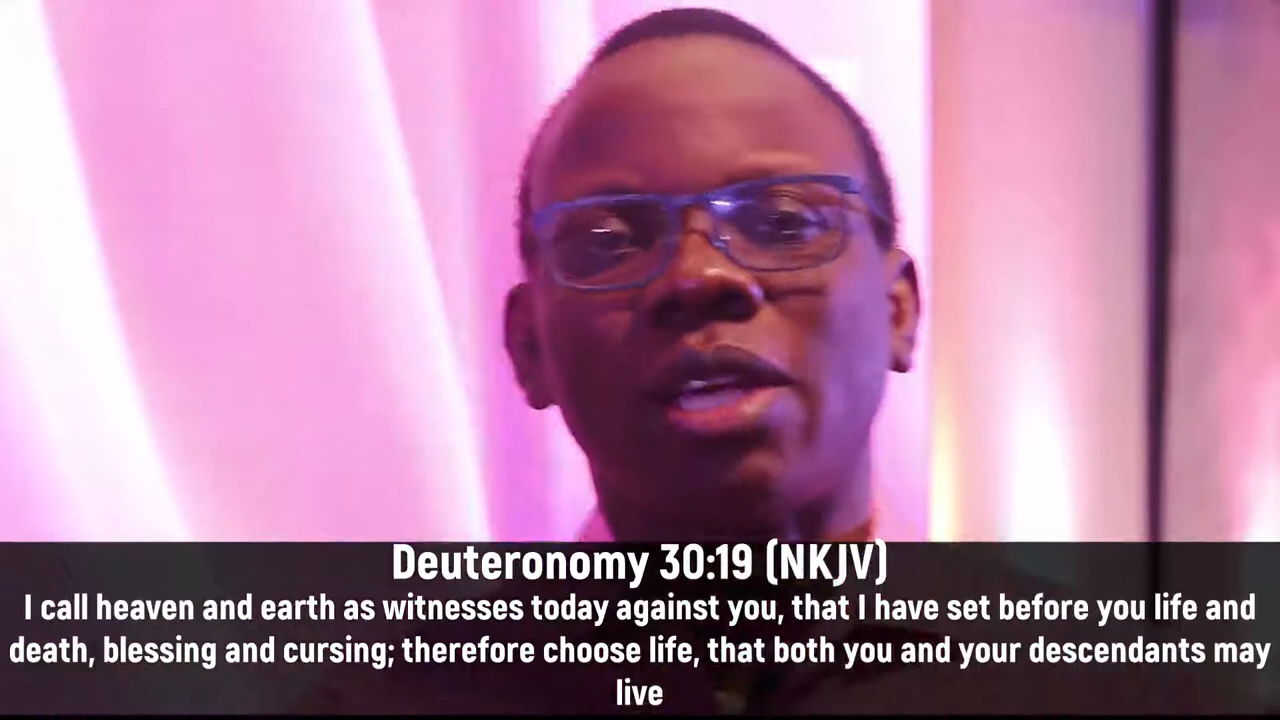 Deuteronomy 30:19 (NKJV)
I call heaven and earth as witnesses today against you, that I have set before you life and
death, blessing and cursing; therefore choose life, that both you and your descendants may
live